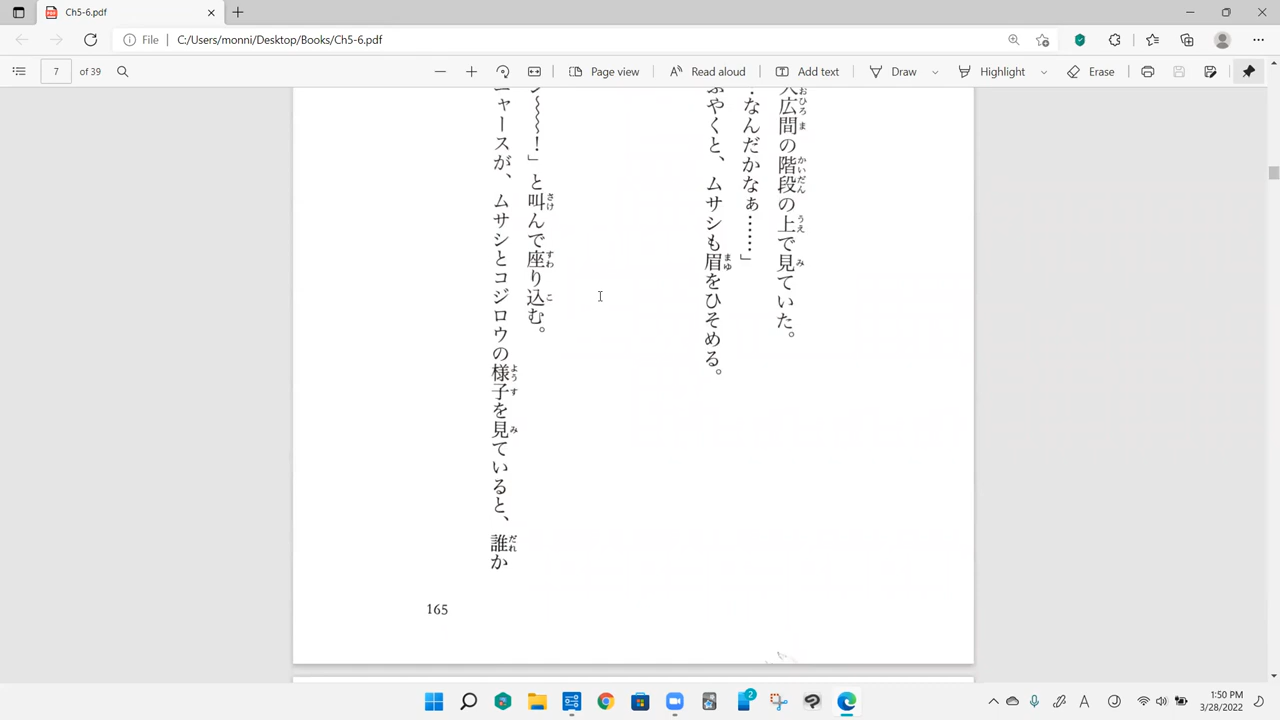 Ch5-6.pdf
File
C:/Users/monni/Desktop/Books/Ch5-6.pdf
7
of 39
Page view
Read aloud
Add text
Draw
Highlight
Erase
広間の階段の上で見ていた。
なんだかなぁ……」
ぶやくと、ムサシも眉をひそめる。
〜〜〜!」と叫んで座り込む。
ニャースが、ムサシとコジロウの様子を見ていると、誰か
165
2
A
1:50 PM
3/28/2022